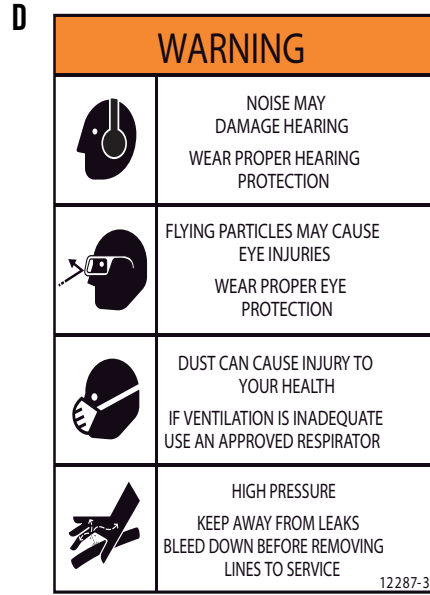 D
WARNING
NOISE MAY
DAMAGE HEARING
WEAR PROPER HEARING
PROTECTION
FLYING PARTICLES MAY CAUSE
EYE INJURIES
WEAR PROPER EYE
PROTECTION
DUST CAN CAUSE INJURY TO
YOUR HEALTH
IF VENTILATION IS INADEQUATE
USE AN APPROVED RESPIRATOR
HIGH PRESSURE
KEEP AWAY FROM LEAKS
BLEED DOWN BEFORE REMOVING
LINES TO SERVICE
12287-3